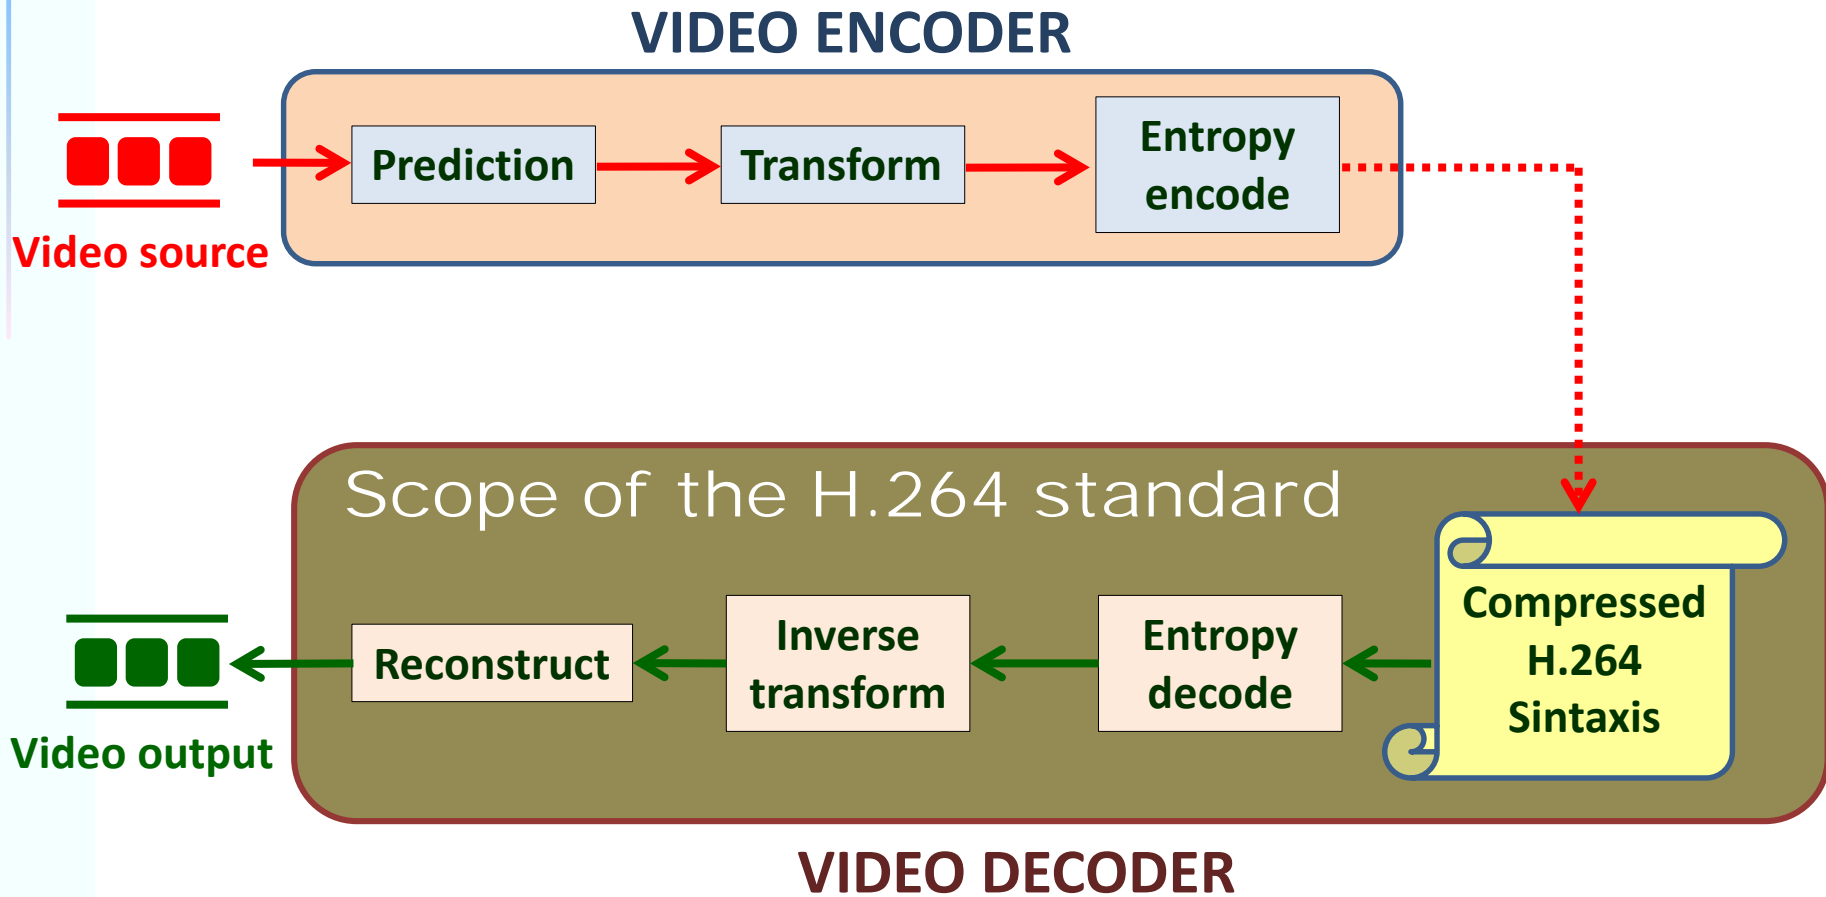 VIDEO ENCODER
Prediction
Transform
Entropy
encode
Video source
Scope of the H.264 standard
Reconstruct
Inverse
transform
Entropy
decode
Compressed
H.264
Sintaxis
Video output
VIDEO DECODER